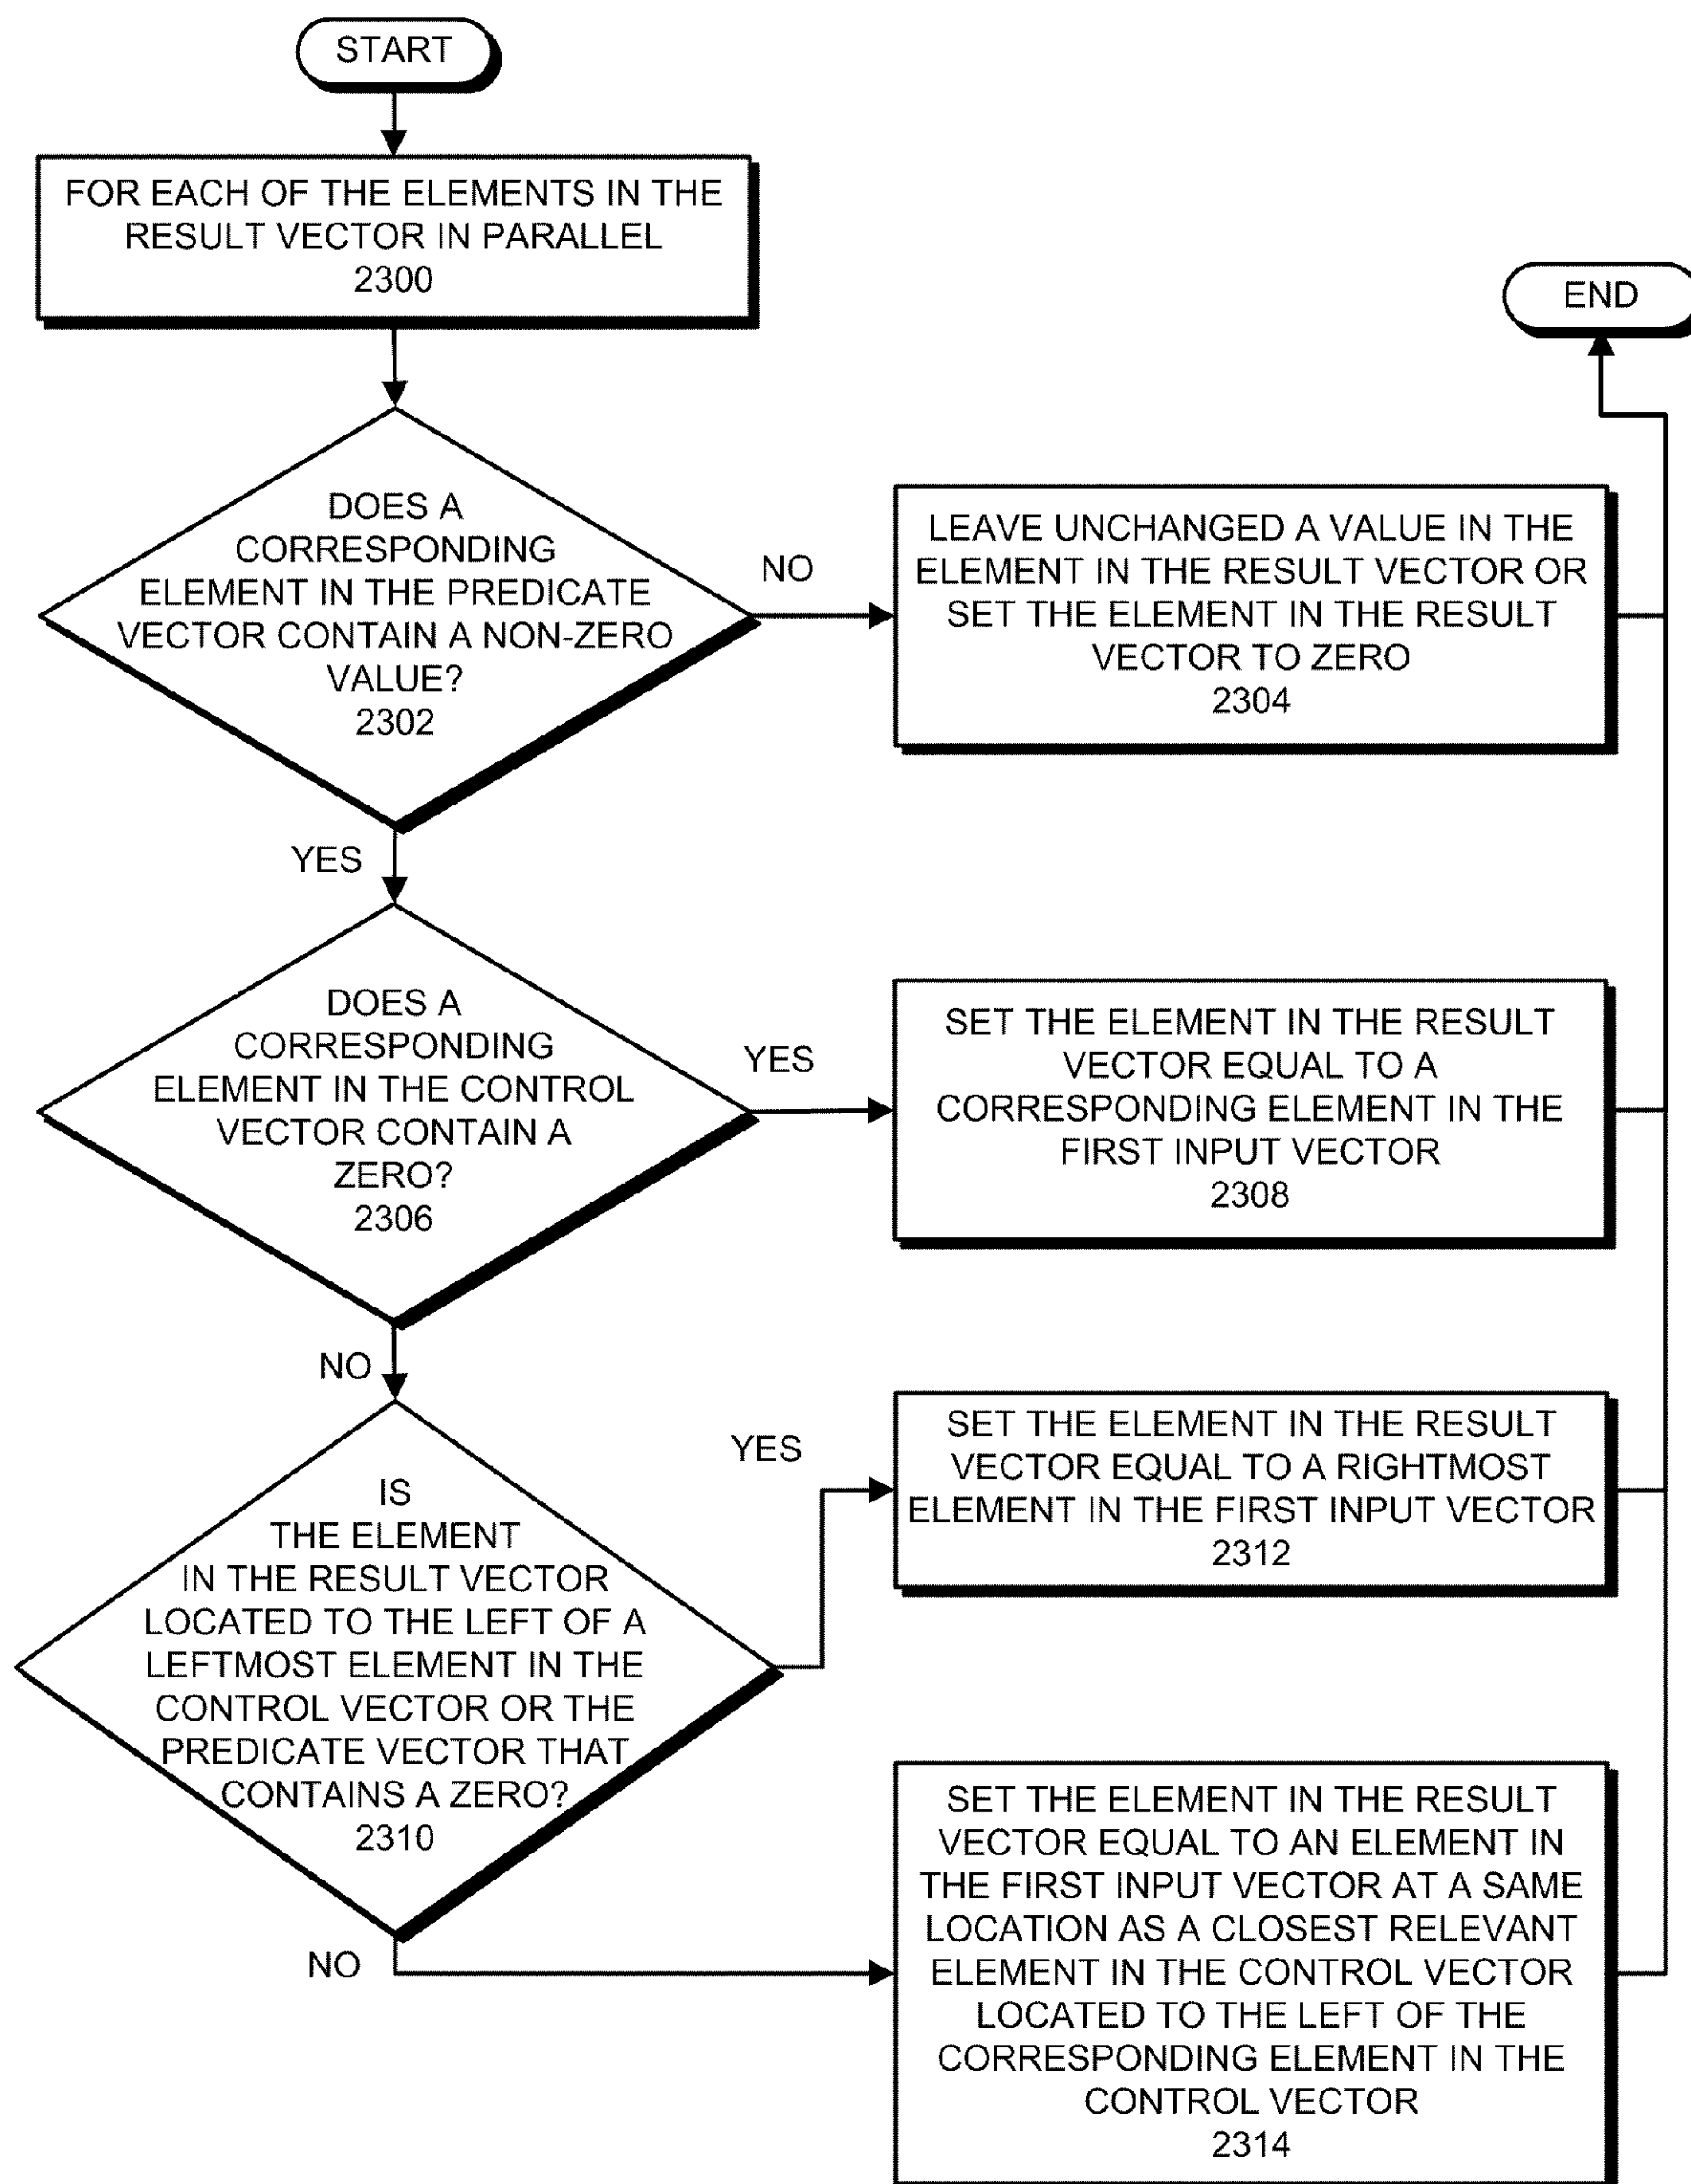 START
FOR EACH OF THE ELEMENTS IN THE
RESULT VECTOR IN PARALLEL
2300
END
DOES A
CORRESPONDING
ELEMENT IN THE PREDICATE
VECTOR CONTAIN A NON-ZERO
VALUE?
2302
NO
LEAVE UNCHANGED A VALUE IN THE
ELEMENT IN THE RESULT VECTOR OR
SET THE ELEMENT IN THE RESULT
VECTOR TO ZERO
2304
YES
DOES A
CORRESPONDING
ELEMENT IN THE CONTROL
VECTOR CONTAIN A
ZERO?
2306
YES
SET THE ELEMENT IN THE RESULT
VECTOR EQUAL TO A
CORRESPONDING ELEMENT IN THE
FIRST INPUT VECTOR
2308
NO
IS
THE ELEMENT
IN THE RESULT VECTOR
LOCATED TO THE LEFT OF A
LEFTMOST ELEMENT IN THE
CONTROL VECTOR OR THE
PREDICATE VECTOR THAT
CONTAINS A ZERO?
2310
YES
SET THE ELEMENT IN THE RESULT
VECTOR EQUAL TO A RIGHTMOST
ELEMENT IN THE FIRST INPUT VECTOR
2312
NO
SET THE ELEMENT IN THE RESULT
VECTOR EQUAL TO AN ELEMENT IN
THE FIRST INPUT VECTOR AT A SAME
LOCATION AS A CLOSEST RELEVANT
ELEMENT IN THE CONTROL VECTOR
LOCATED TO THE LEFT OF THE
CORRESPONDING ELEMENT IN THE
CONTROL VECTOR
2314